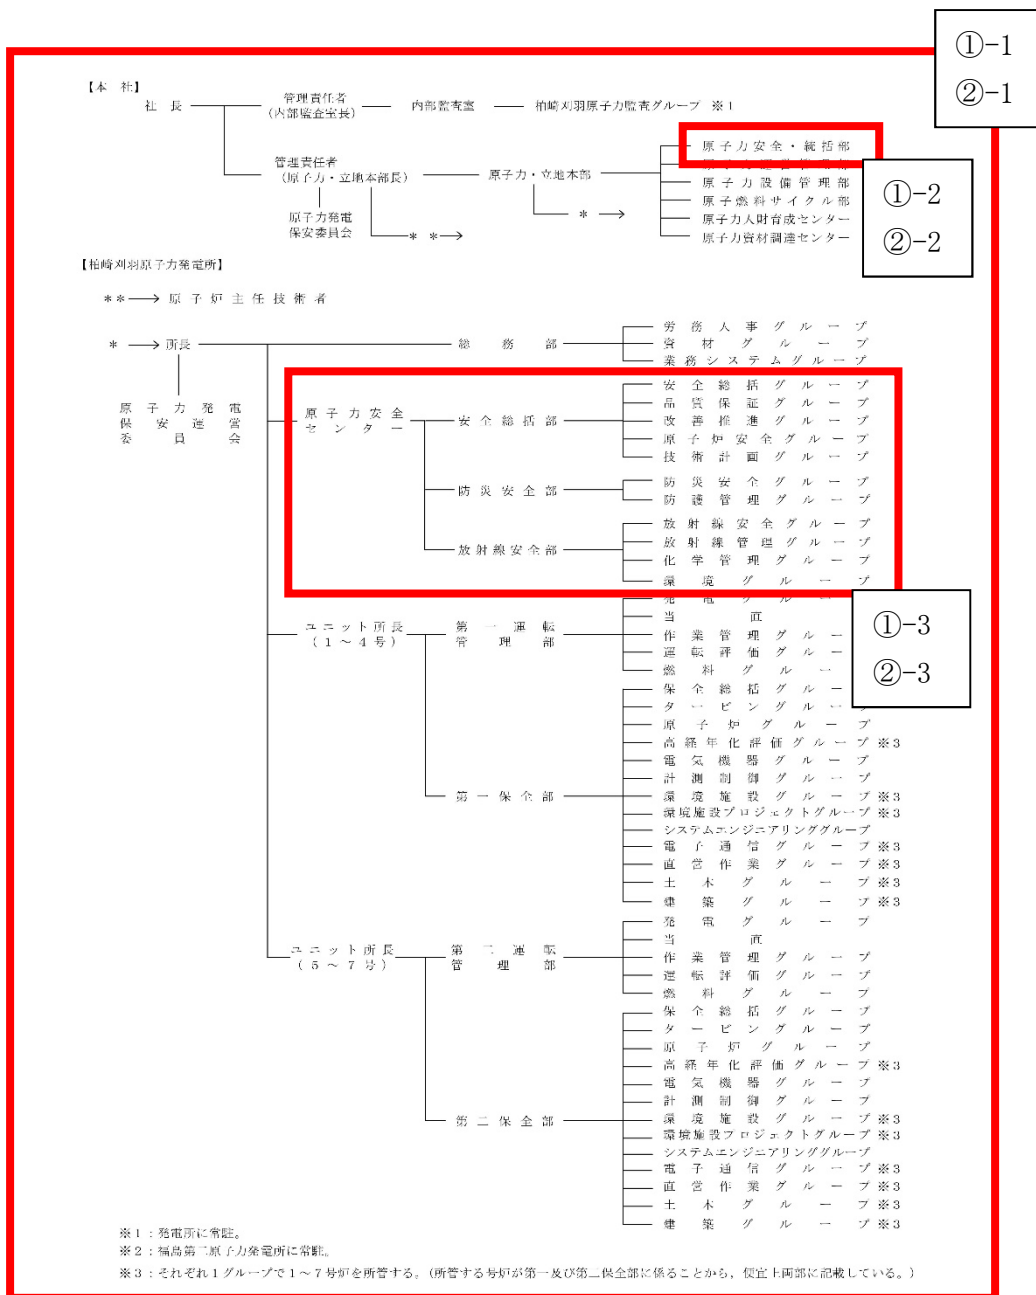 ①-1
②-1
【本 社】
社 長
管理責任者
(内部監査室長)
内部監査室
柏崎刈羽原子力監査グループ ※1
管理責任者
(原子力・立地本部長)
原子力・立地本部
原子力安全・統括部
原子力設備管理部
原子燃料サイクル部
原子力人財育成センター
原子力資材調達センター
①-2
②-2
*
原子力発電
保安委員会
* *
【柏崎刈羽原子力発電所】
** 原子炉主任技術者
* 所長
原子力発電
保安運営
委員会
総務部
労務人事グループ
資材グループ
業務システムグループ
原子力安全
センター
安全総括部
安全総括グループ
品質保証グループ
改善推進グループ
原子炉安全グループ
技術計画グループ
防災安全部
防災安全グループ
防護管理グループ
放射線安全部
放射線安全グループ
放射線管理グループ
化学管理グループ
環境グループ
①-3
②-3
ユニット所長
(1~4号)
第一運転
管理部
発電グループ
当直
作業管理グルー
運転評価グルー
燃料グルー
第一保全部
保全総括グルー
タービングループ
原子炉グループ
高経年化評価グループ※3
電気機器グループ
計測制御グループ
環境施設グループ※3
環境施設プロジェクトグループ※3
システムエンジニアリンググループ
電子通信グループ※3
直営作業グループ※3
土木グループ※3
建築グループ※3
ユニット所長
(5~7号)
第二運転
管理部
発電グループ
当直
作業管理グループ
運転評価グループ
燃料グループ
第二保全部
保全総括グループ
タービングループ
原子炉グループ
高経年化評価グループ※3
電気機器グループ
計測制御グループ
環境施設グループ※3
環境施設プロジェクトグループ※3
システムエンジニアリンググループ
電子通信グループ※3
直営作業グループ※3
土木グループ※3
建築グループ※3
※1:発電所に常駐。
※2:福島第二原子力発電所に常駐。
※3:それぞれ1グループで1~7号炉を所管する。(所管する号炉が第一及び第二保全部に係ることから,便宜上両部に記載している。)